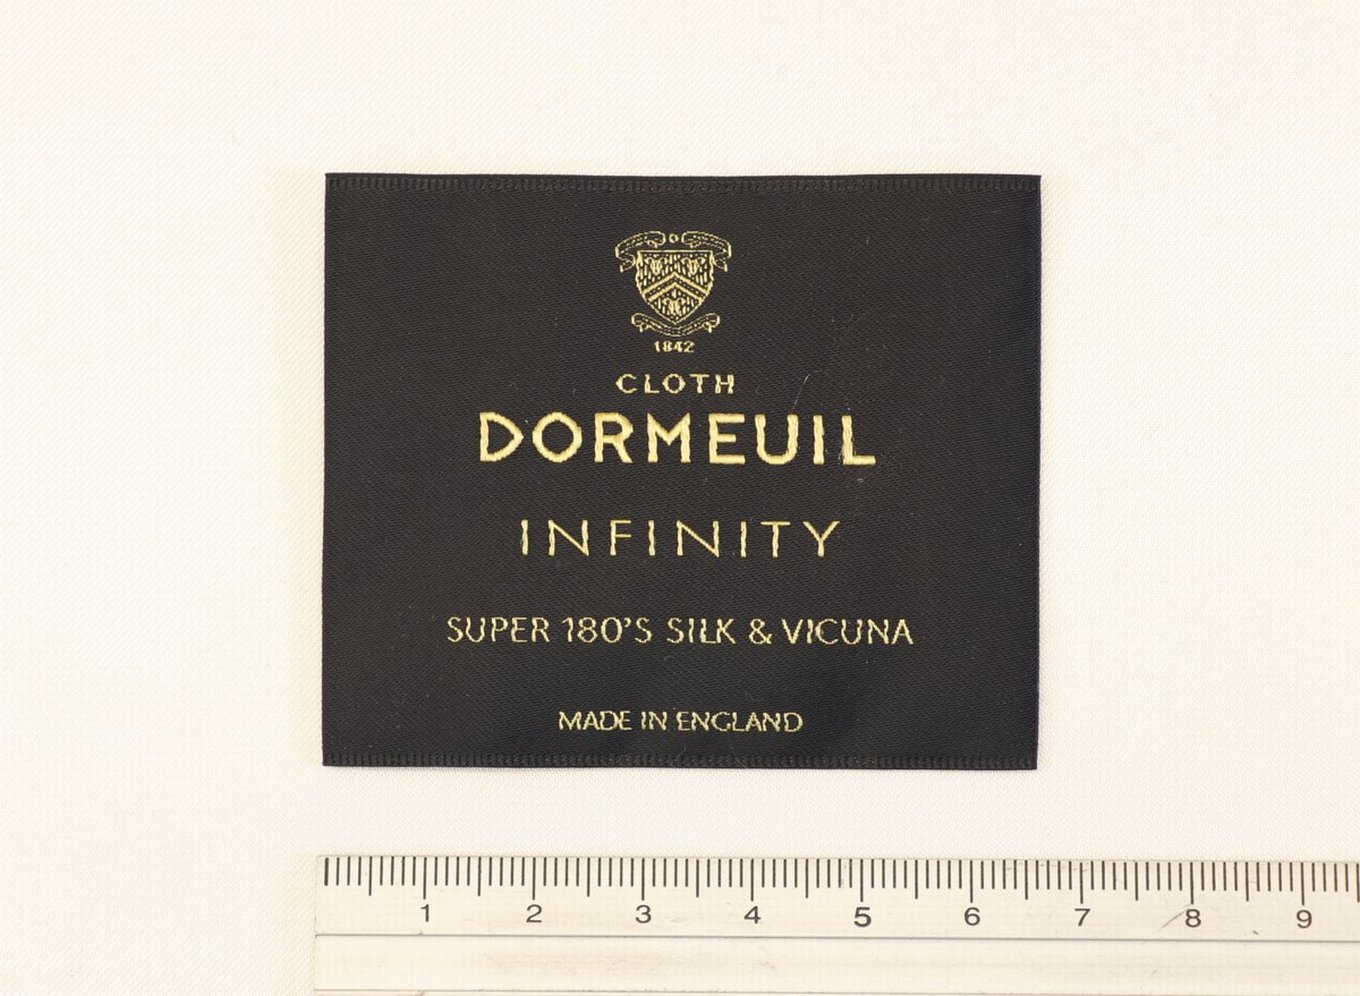 1842
CLOTH
DORMEUIL
INFINITY
SUPER 180'S SILK & VICUNA
MADE IN ENGLAND
1 2 3 4 5 6 7 8 9